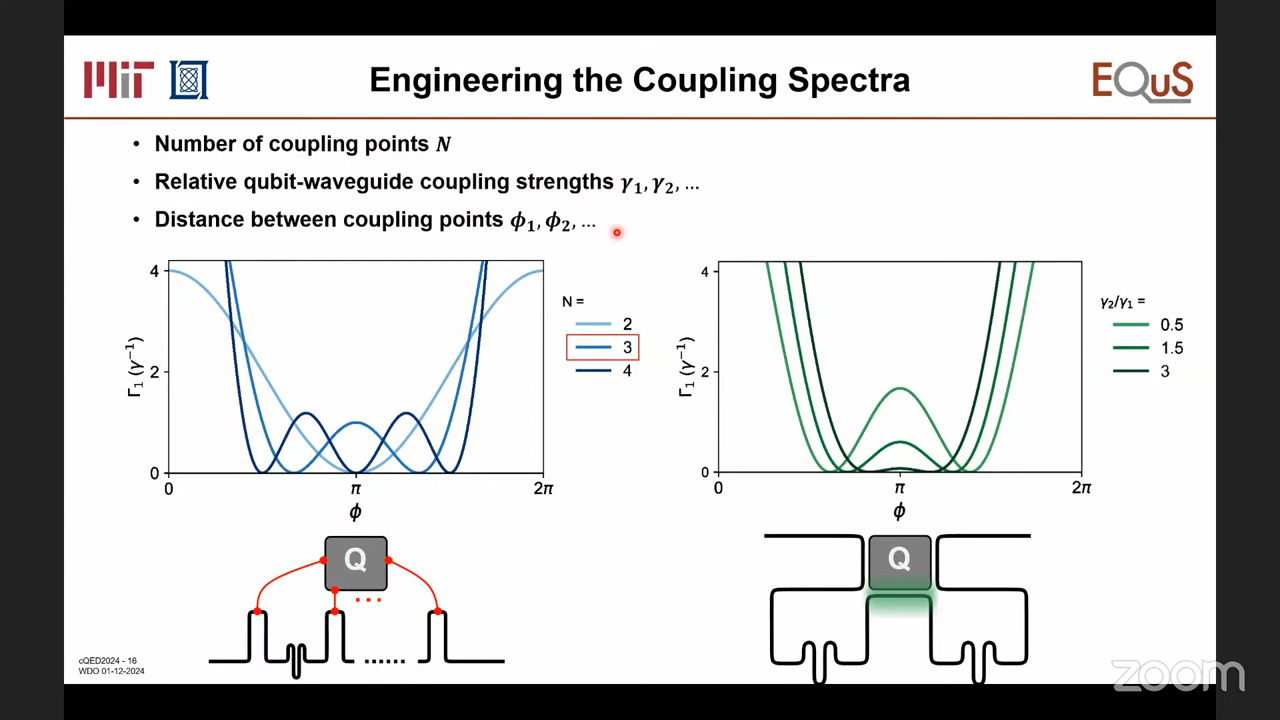 MIT
Engineering the Coupling Spectra
EQuS
• Number of coupling points N
• Relative qubit-waveguide coupling strengths γ₁, γ₂, ...
• Distance between coupling points ϕ₁, ϕ₂, ...
4
2
0
Γ₁ (γ⁻¹)
0 π 2π
ϕ
N =
2
3
4
4
2
0
Γ₁ (γ⁻¹)
0 π 2π
ϕ
γ₂/γ₁ =
0.5
1.5
3
Q
Q
cQED2024 - 16
WDO 01-12-2024
zoom